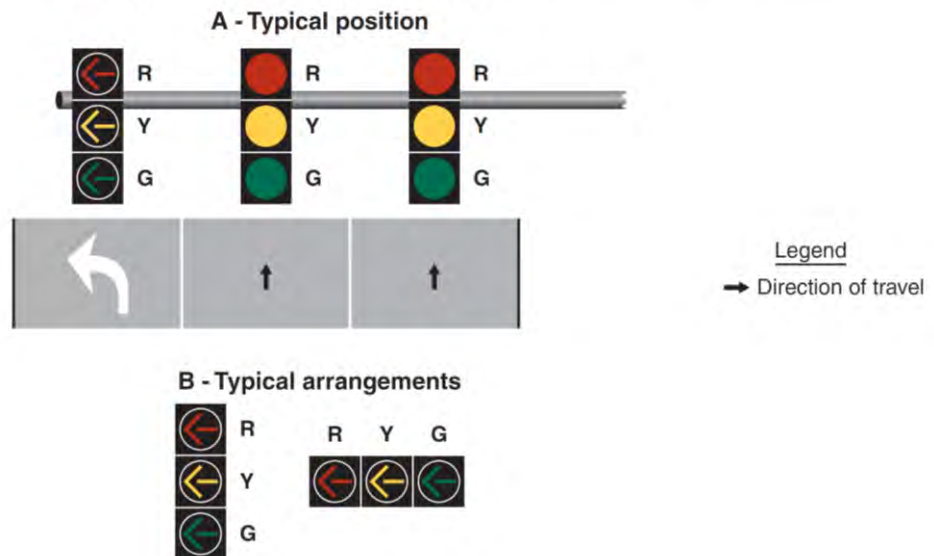 A - Typical position
R R R
Y Y Y
G G G
Legend
Direction of travel
B - Typical arrangements
R
Y
G
R Y G